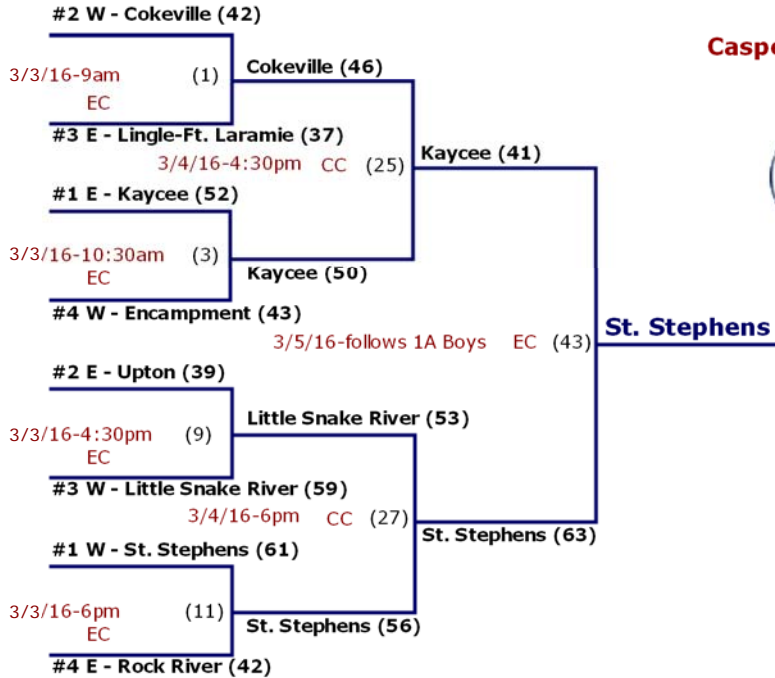 #2 W - Cokeville (42)
Caspe
3/3/16-9am (1)
EC
Cokeville (46)
#3 E - Lingle-Ft. Laramie (37)
3/4/16-4:30pm CC (25)
Kaycee (41)
#1 E - Kaycee (52)
3/3/16-10:30am (3)
EC
Kaycee (50)
#4 W - Encampment (43)
3/5/16-follows 1A Boys EC (43)
St. Stephens
#2 E - Upton (39)
3/3/16-4:30pm (9)
EC
Little Snake River (53)
#3 W - Little Snake River (59)
3/4/16-6pm CC (27)
St. Stephens (63)
#1 W - St. Stephens (61)
3/3/16-6pm (11)
EC
St. Stephens (56)
#4 E - Rock River (42)